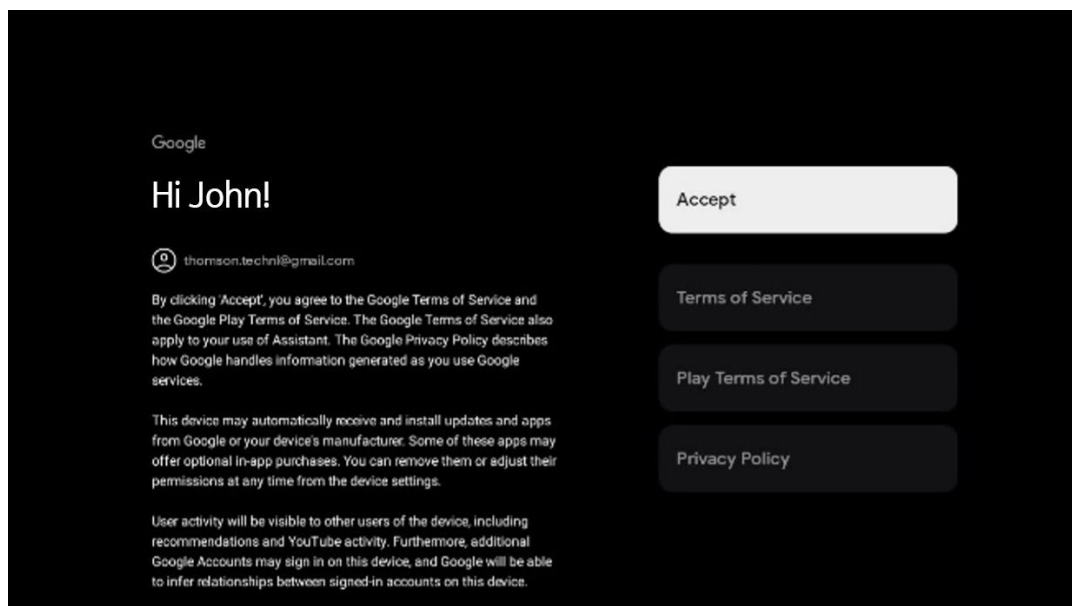 Google
Hi John!
thomson.technl@gmail.com
By clicking 'Accept', you agree to the Google Terms of Service and
the Google Play Terms of Service. The Google Terms of Service also
apply to your use of Assistant. The Google Privacy Policy describes
how Google handles information generated as you use Google
services.
This device may automatically receive and install updates and apps
from Google or your device's manufacturer. Some of these apps may
offer optional in-app purchases. You can remove them or adjust their
permissions at any time from the device settings.
User activity will be visible to other users of the device, including
recommendations and YouTube activity. Furthermore, additional
Google Accounts may sign in on this device, and Google will be able
to infer relationships between signed-in accounts on this device.
Accept
Terms of Service
Play Terms of Service
Privacy Policy